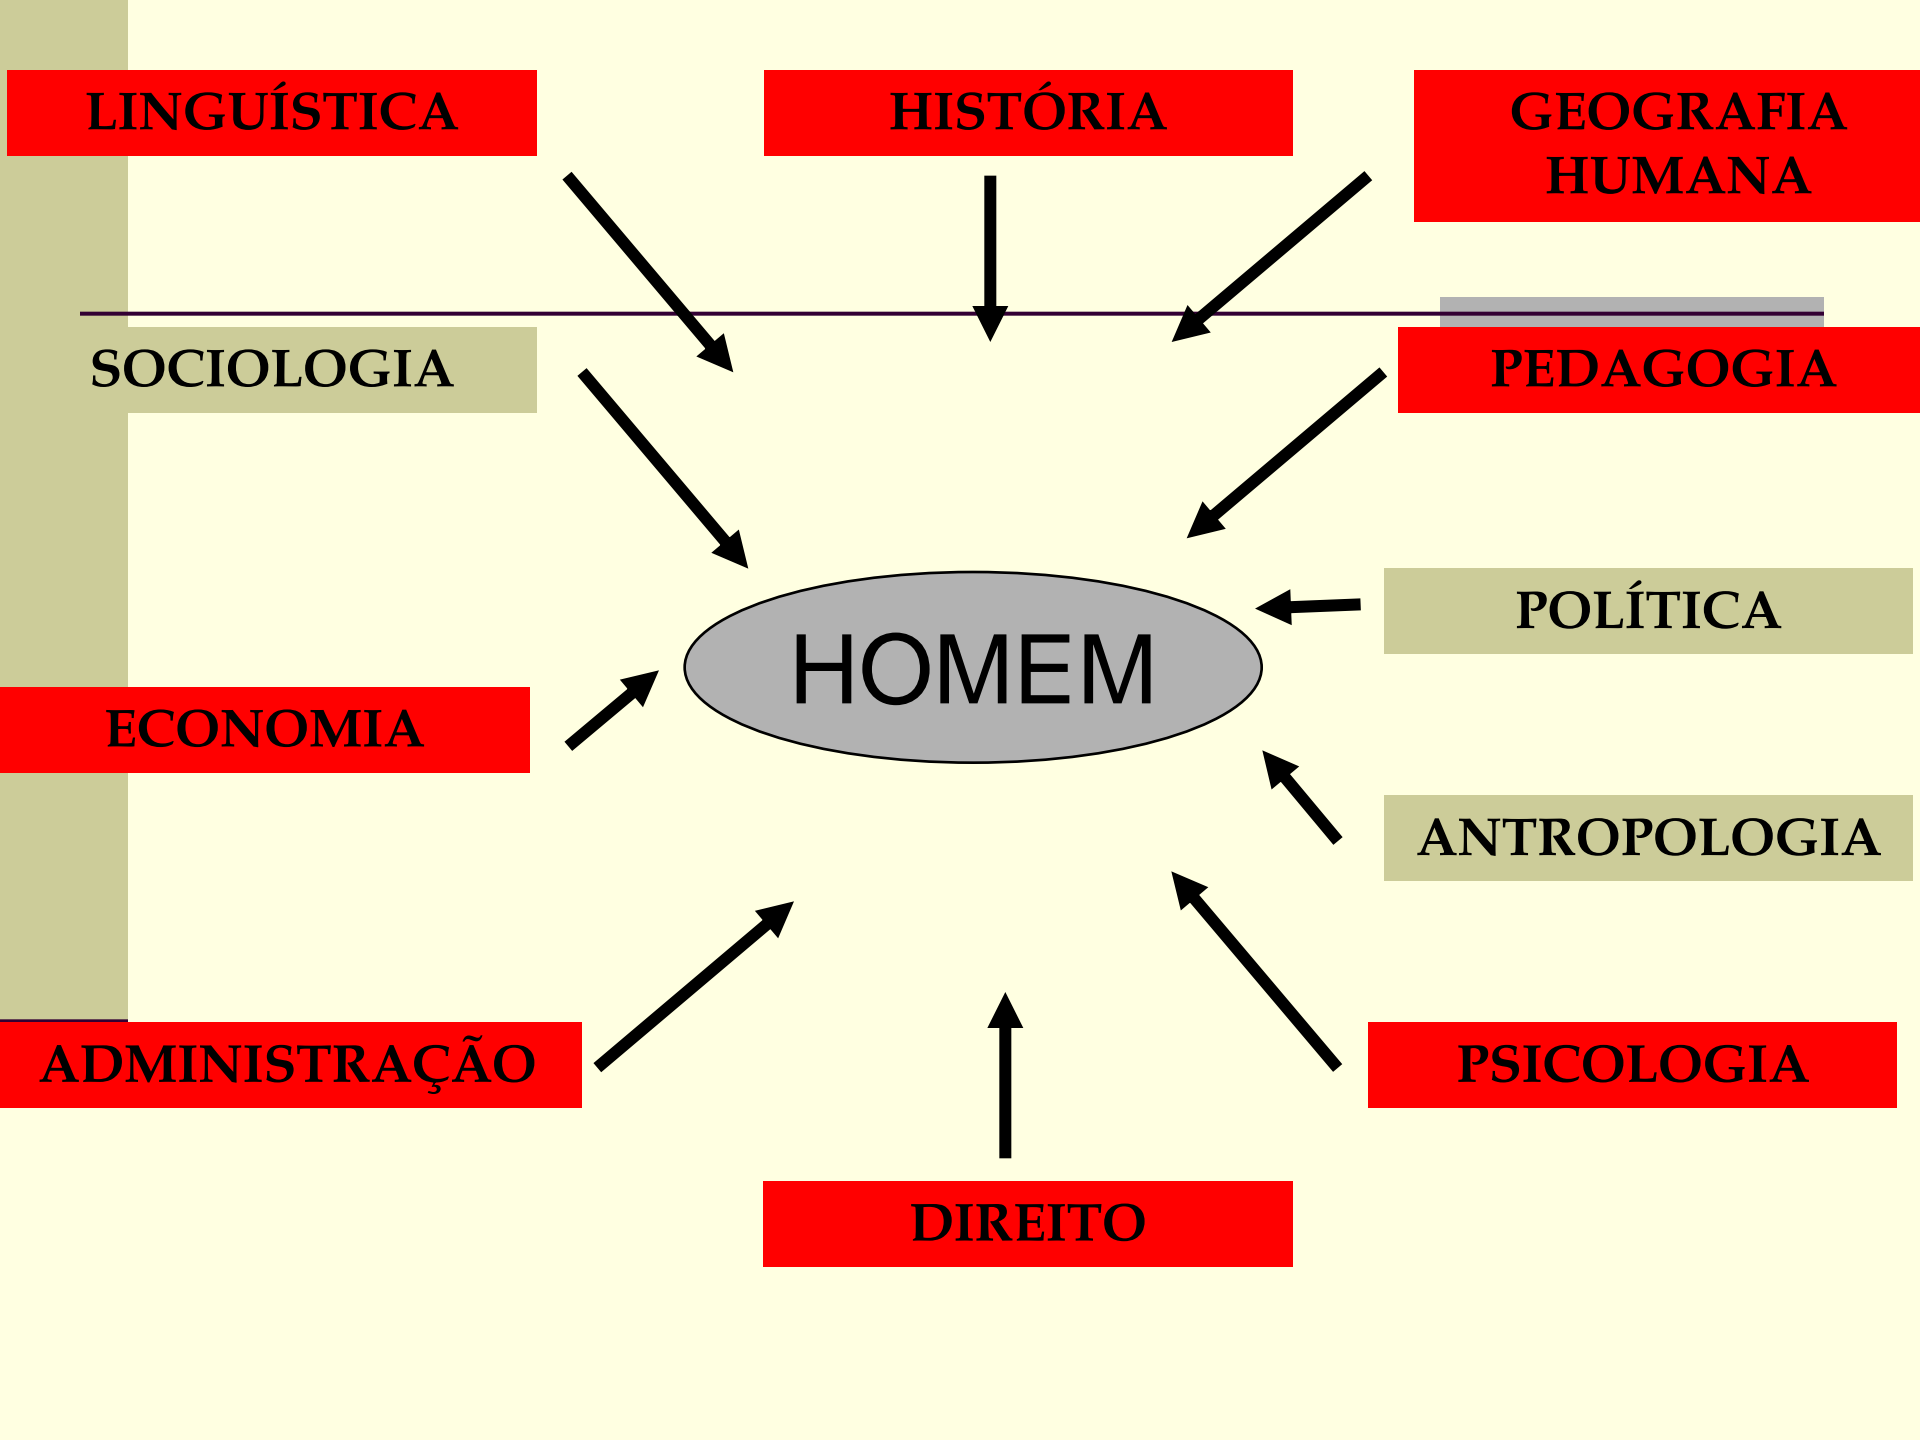 LINGUÍSTICA
HISTÓRIA
GEOGRAFIA
HUMANA
SOCIOLOGIA
PEDAGOGIA
POLÍTICA
HOMEM
ECONOMIA
ANTROPOLOGIA
ADMINISTRAÇÃO
PSICOLOGIA
DIREITO